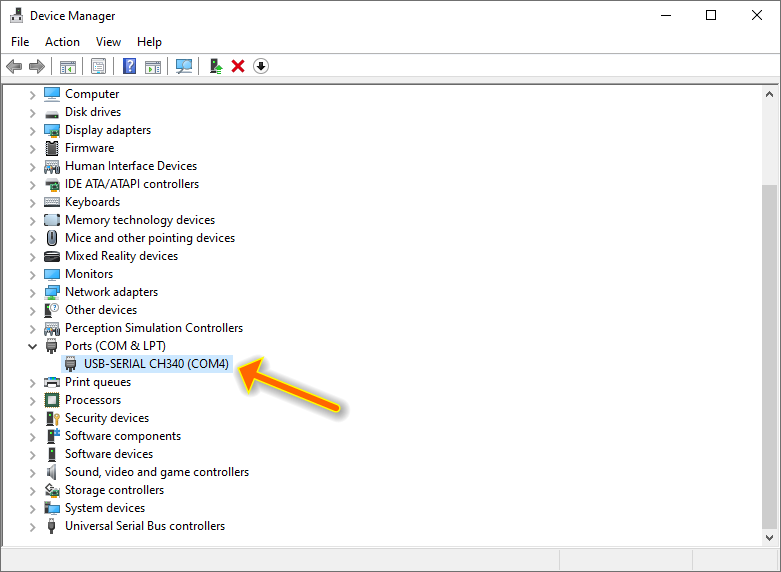 Device Manager
File Action View Help
Computer
Disk drives
Display adapters
Firmware
Human Interface Devices
IDE ATA/ATAPI controllers
Keyboards
Memory technology devices
Mice and other pointing devices
Mixed Reality devices
Monitors
Network adapters
Other devices
Perception Simulation Controllers
Ports (COM & LPT)
USB-SERIAL CH340 (COM4)
Print queues
Processors
Security devices
Software components
Software devices
Sound, video and game controllers
Storage controllers
System devices
Universal Serial Bus controllers